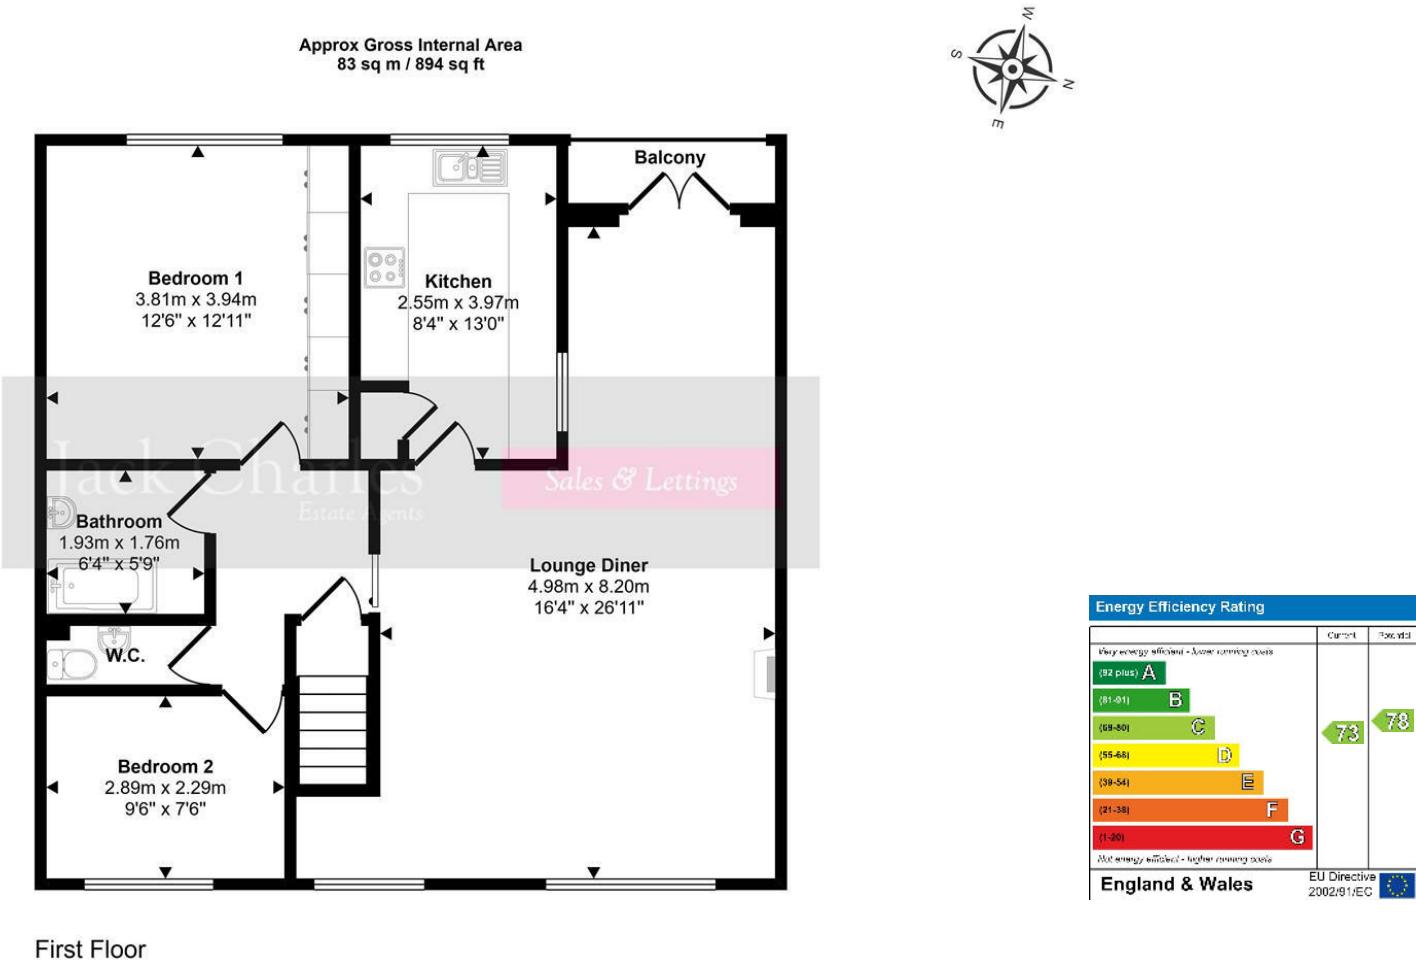 Approx Gross Internal Area
83 sq m / 894 sq ft
W
S
N
E
Balcony
Bedroom 1
3.81m x 3.94m
12'6" x 12'11"
Kitchen
2.55m x 3.97m
8'4" x 13'0"
Jack Charles
Estate Agents
Sales & Lettings
Bathroom
1.93m x 1.76m
6'4" x 5'9"
Lounge Diner
4.98m x 8.20m
16'4" x 26'11"
W.C.
Bedroom 2
2.89m x 2.29m
9'6" x 7'6"
First Floor
Energy Efficiency Rating
Current Potential
Very energy efficient - lower running costs
(92 plus) A
(81-91) B
(69-80) C
(55-68) D
(39-54) E
(21-38) F
(1-20) G
73
78
Not energy efficient - higher running costs
England & Wales
EU Directive
2002/91/EC